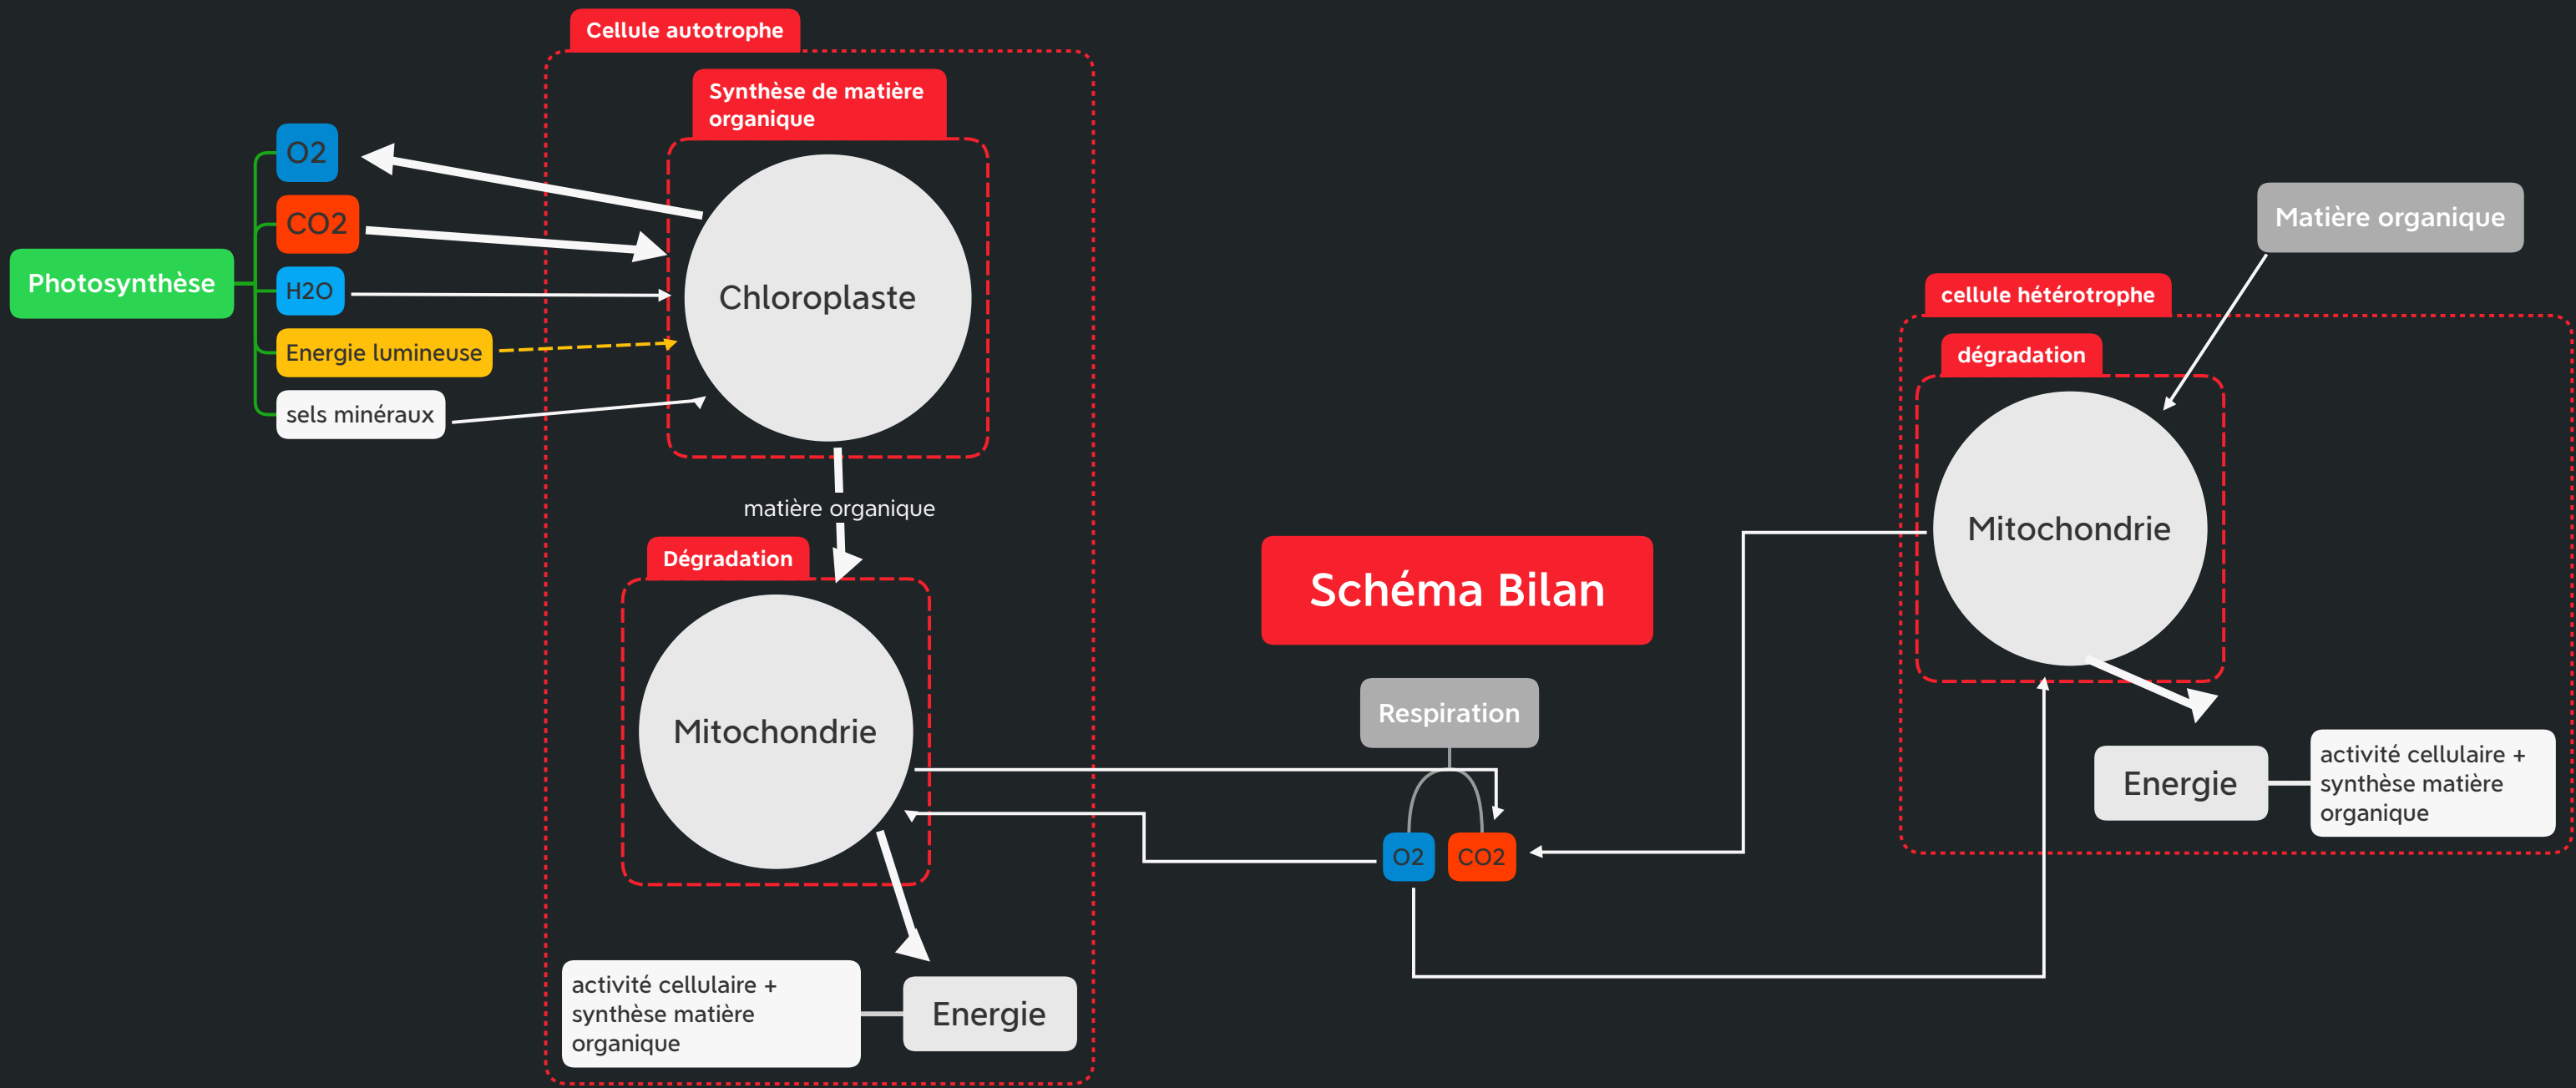 Cellule autotrophe
Synthèse de matière
organique
Photosynthèse
O2
CO2
H2O
Energie lumineuse
sels minéraux
Chloroplaste
matière organique
Dégradation
Mitochondrie
activité cellulaire +
synthèse matière
organique
Energie
Schéma Bilan
Respiration
O2
CO2
Matière organique
cellule hétérotrophe
dégradation
Mitochondrie
Energie
activité cellulaire +
synthèse matière
organique